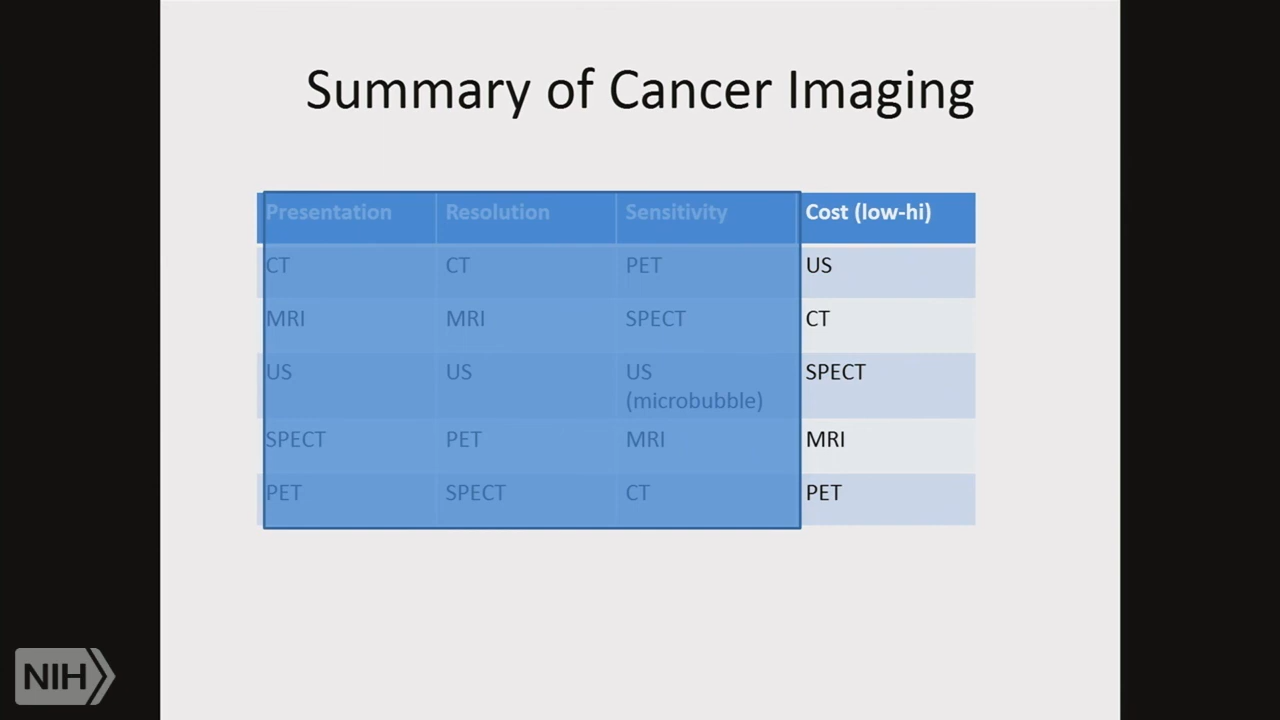 Summary of Cancer Imaging
Presentation Resolution Sensitivity Cost (low-hi)
CT CT PET US
MRI MRI SPECT CT
US US US SPECT
(microbubble)
SPECT PET MRI MRI
PET SPECT CT PET
NIH